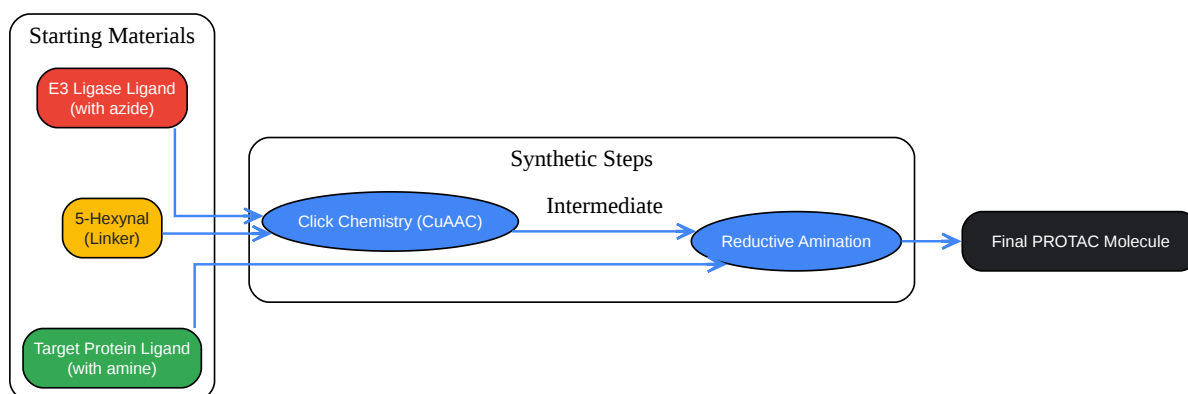 Starting Materials
E3 Ligase Ligand
(with azide)
5-Hexynal
(Linker)
Target Protein Ligand
(with amine)
Synthetic Steps
Click Chemistry (CuAAC)
Intermediate
Reductive Amination
Final PROTAC Molecule